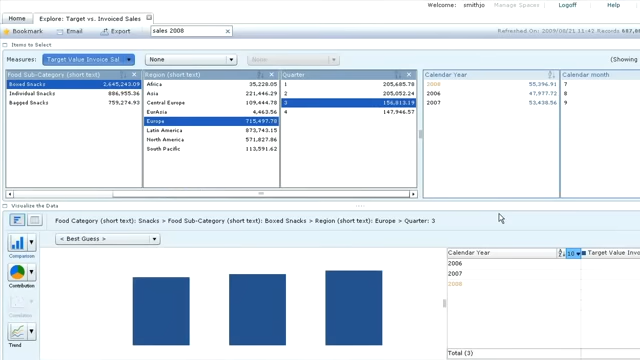 smithjo Manage Spaces Logoff Help
Home Explore: Target vs. Invoiced Sales
Bookmark Email Export sales 2008 Refreshed On: 2009/08/21 11:42 Records
Items to Select
Measures: Target Value Invoice Sal None None (Showing
Food Sub-Category (short text) Region (short text) Quarter Calendar Year Calendar month
Boxed Snacks 2,645,243.09 Africa 35,228.05 1 205,685.78 2008 55,396.91 7
Individual Snacks 886,955.36 Asia 221,446.29 2 205,052.24 2006 47,977.72 8
Bagged Snacks 759,274.93 Central Europe 109,444.78 3 156,813.19 2007 53,438.56 9
EurAsia 4,463.56 4 147,946.57
Europe 715,497.78
Latin America 873,743.15
North America 571,827.86
South Pacific 113,591.62
Visualize the Data
Food Category (short text): Snacks > Food Sub-Category (short text): Boxed Snacks > Region (short text): Europe > Quarter: 3
< Best Guess >
Comparison
Contribution
Correlation
Trend
Calendar Year 10 Target Value Invoi
2006
2007
2008
Total (3)